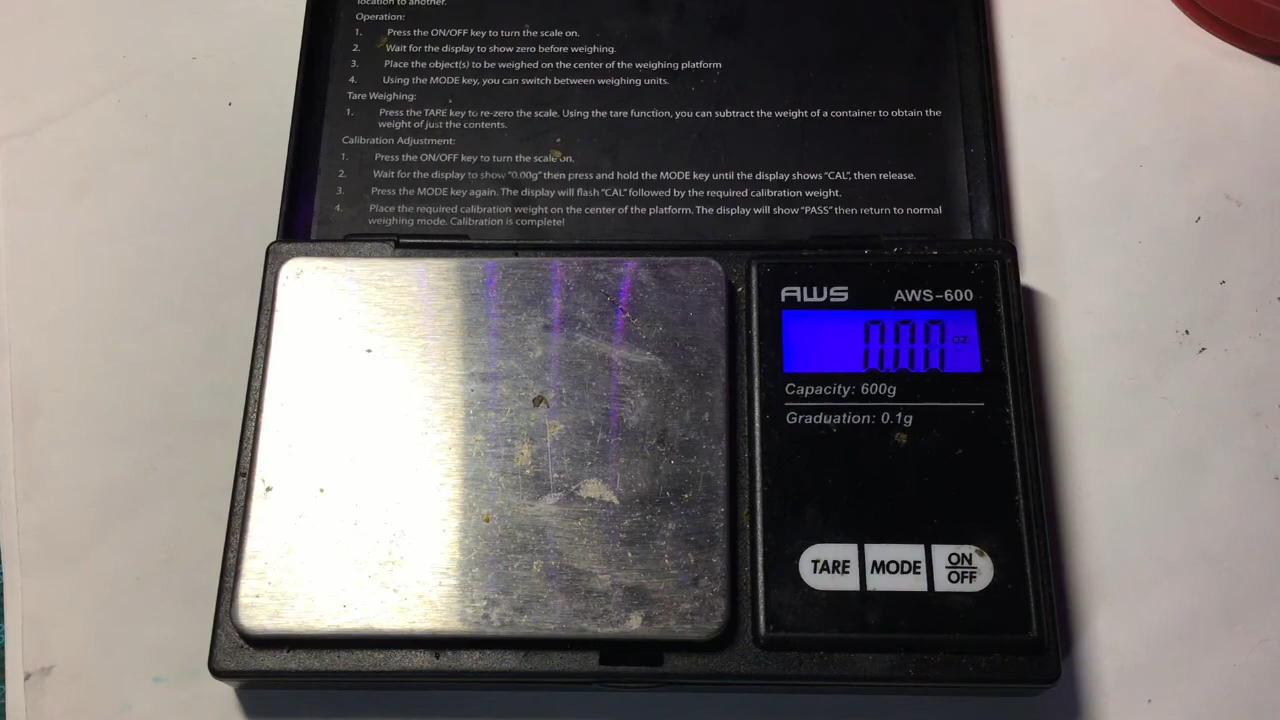 location to another.
Operation:
1. Press the ON/OFF key to turn the scale on.
2. Wait for the display to show zero before weighing.
3. Place the object(s) to be weighed on the center of the weighing platform
4. Using the MODE key, you can switch between weighing units.
Tare Weighing:
1. Press the TARE key to re-zero the scale. Using the tare function, you can subtract the weight of a container to obtain the
weight of just the contents.
Calibration Adjustment:
1. Press the ON/OFF key to turn the scale on.
2. Wait for the display to show "0.00g" then press and hold the MODE key until the display shows "CAL", then release.
3. Press the MODE key again. The display will flash "CAL" followed by the required calibration weight.
4. Place the required calibration weight on the center of the platform. The display will show "PASS" then return to normal
weighing mode. Calibration is complete!
AWS AWS-600
0.00 oz
Capacity: 600g
Graduation: 0.1g
TARE MODE ON
OFF